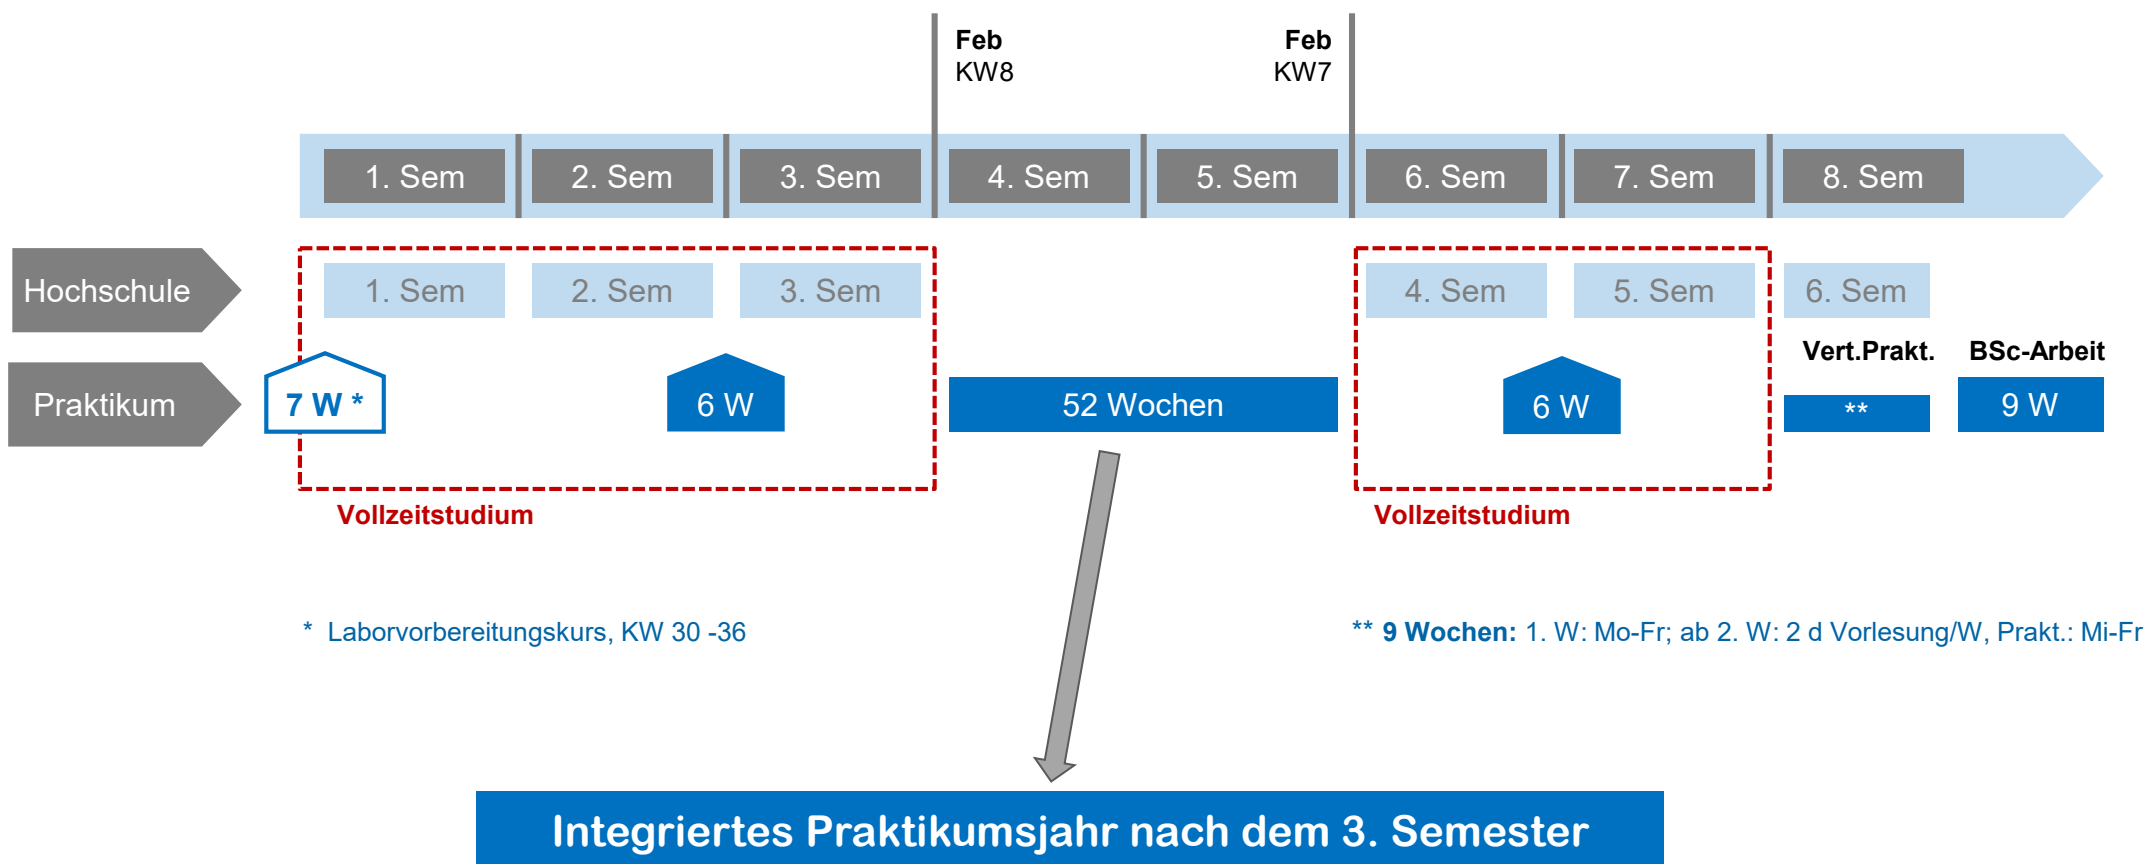 Feb
KW8
Feb
KW7
1. Sem
2. Sem
3. Sem
4. Sem
5. Sem
6. Sem
7. Sem
8. Sem
Hochschule
1. Sem
2. Sem
3. Sem
4. Sem
5. Sem
6. Sem
Vert.Prakt.
BSc-Arbeit
Praktikum
7 W *
6 W
52 Wochen
6 W
**
9 W
Vollzeitstudium
Vollzeitstudium
* Laborvorbereitungskurs, KW 30 -36
** 9 Wochen: 1. W: Mo-Fr; ab 2. W: 2 d Vorlesung/W, Prakt.: Mi-Fr
Integriertes Praktikumsjahr nach dem 3. Semester